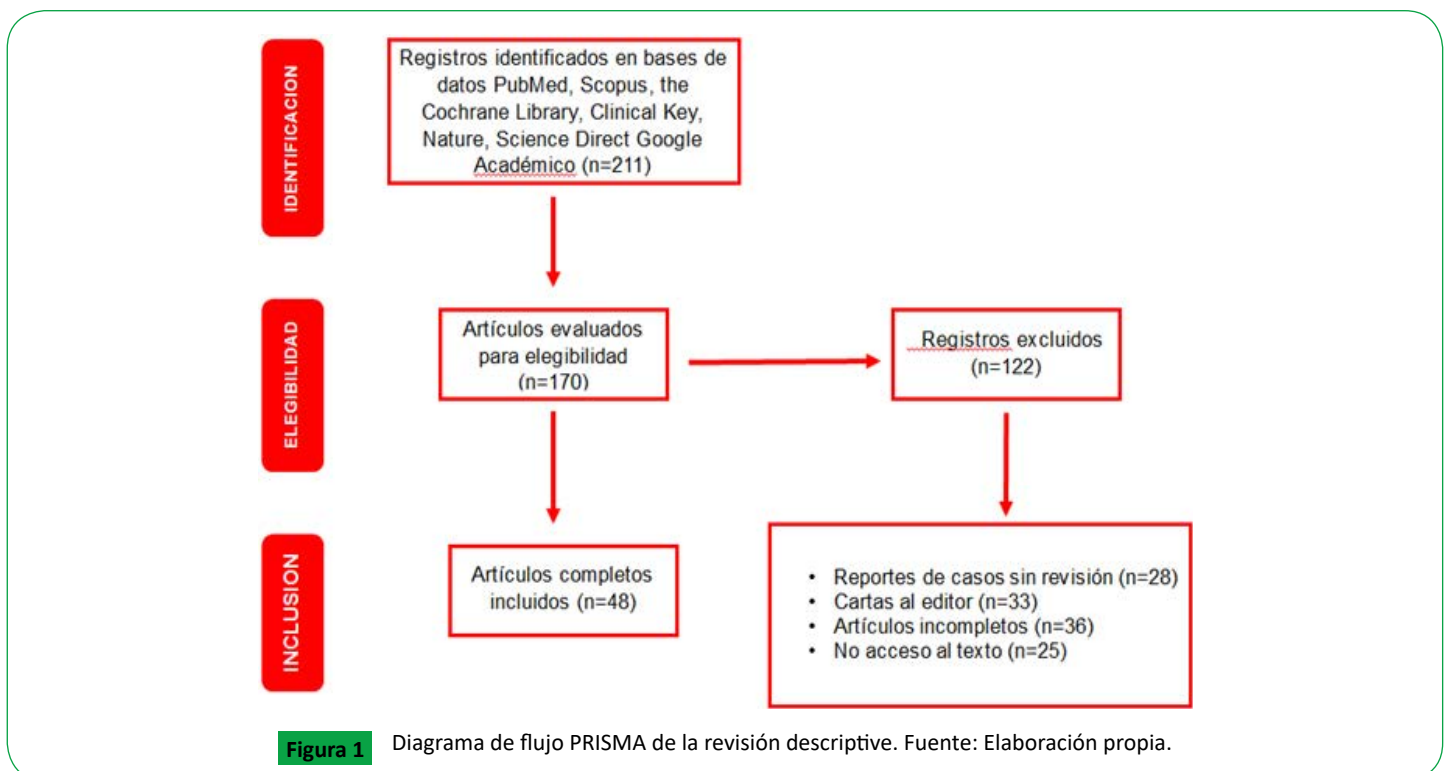 IDENTIFICACION
Registros identificados en bases de
datos PubMed, Scopus, the
Cochrane Library, Clinical Key,
Nature, Science Direct Google
Académico (n=211)
ELEGIBILIDAD
Artículos evaluados
para elegibilidad
(n=170)
Registros excluidos
(n=122)
INCLUSION
Artículos completos
incluidos (n=48)
• Reportes de casos sin revisión (n=28)
• Cartas al editor (n=33)
• Artículos incompletos (n=36)
• No acceso al texto (n=25)
Figura 1 Diagrama de flujo PRISMA de la revisión descriptive. Fuente: Elaboración propia.